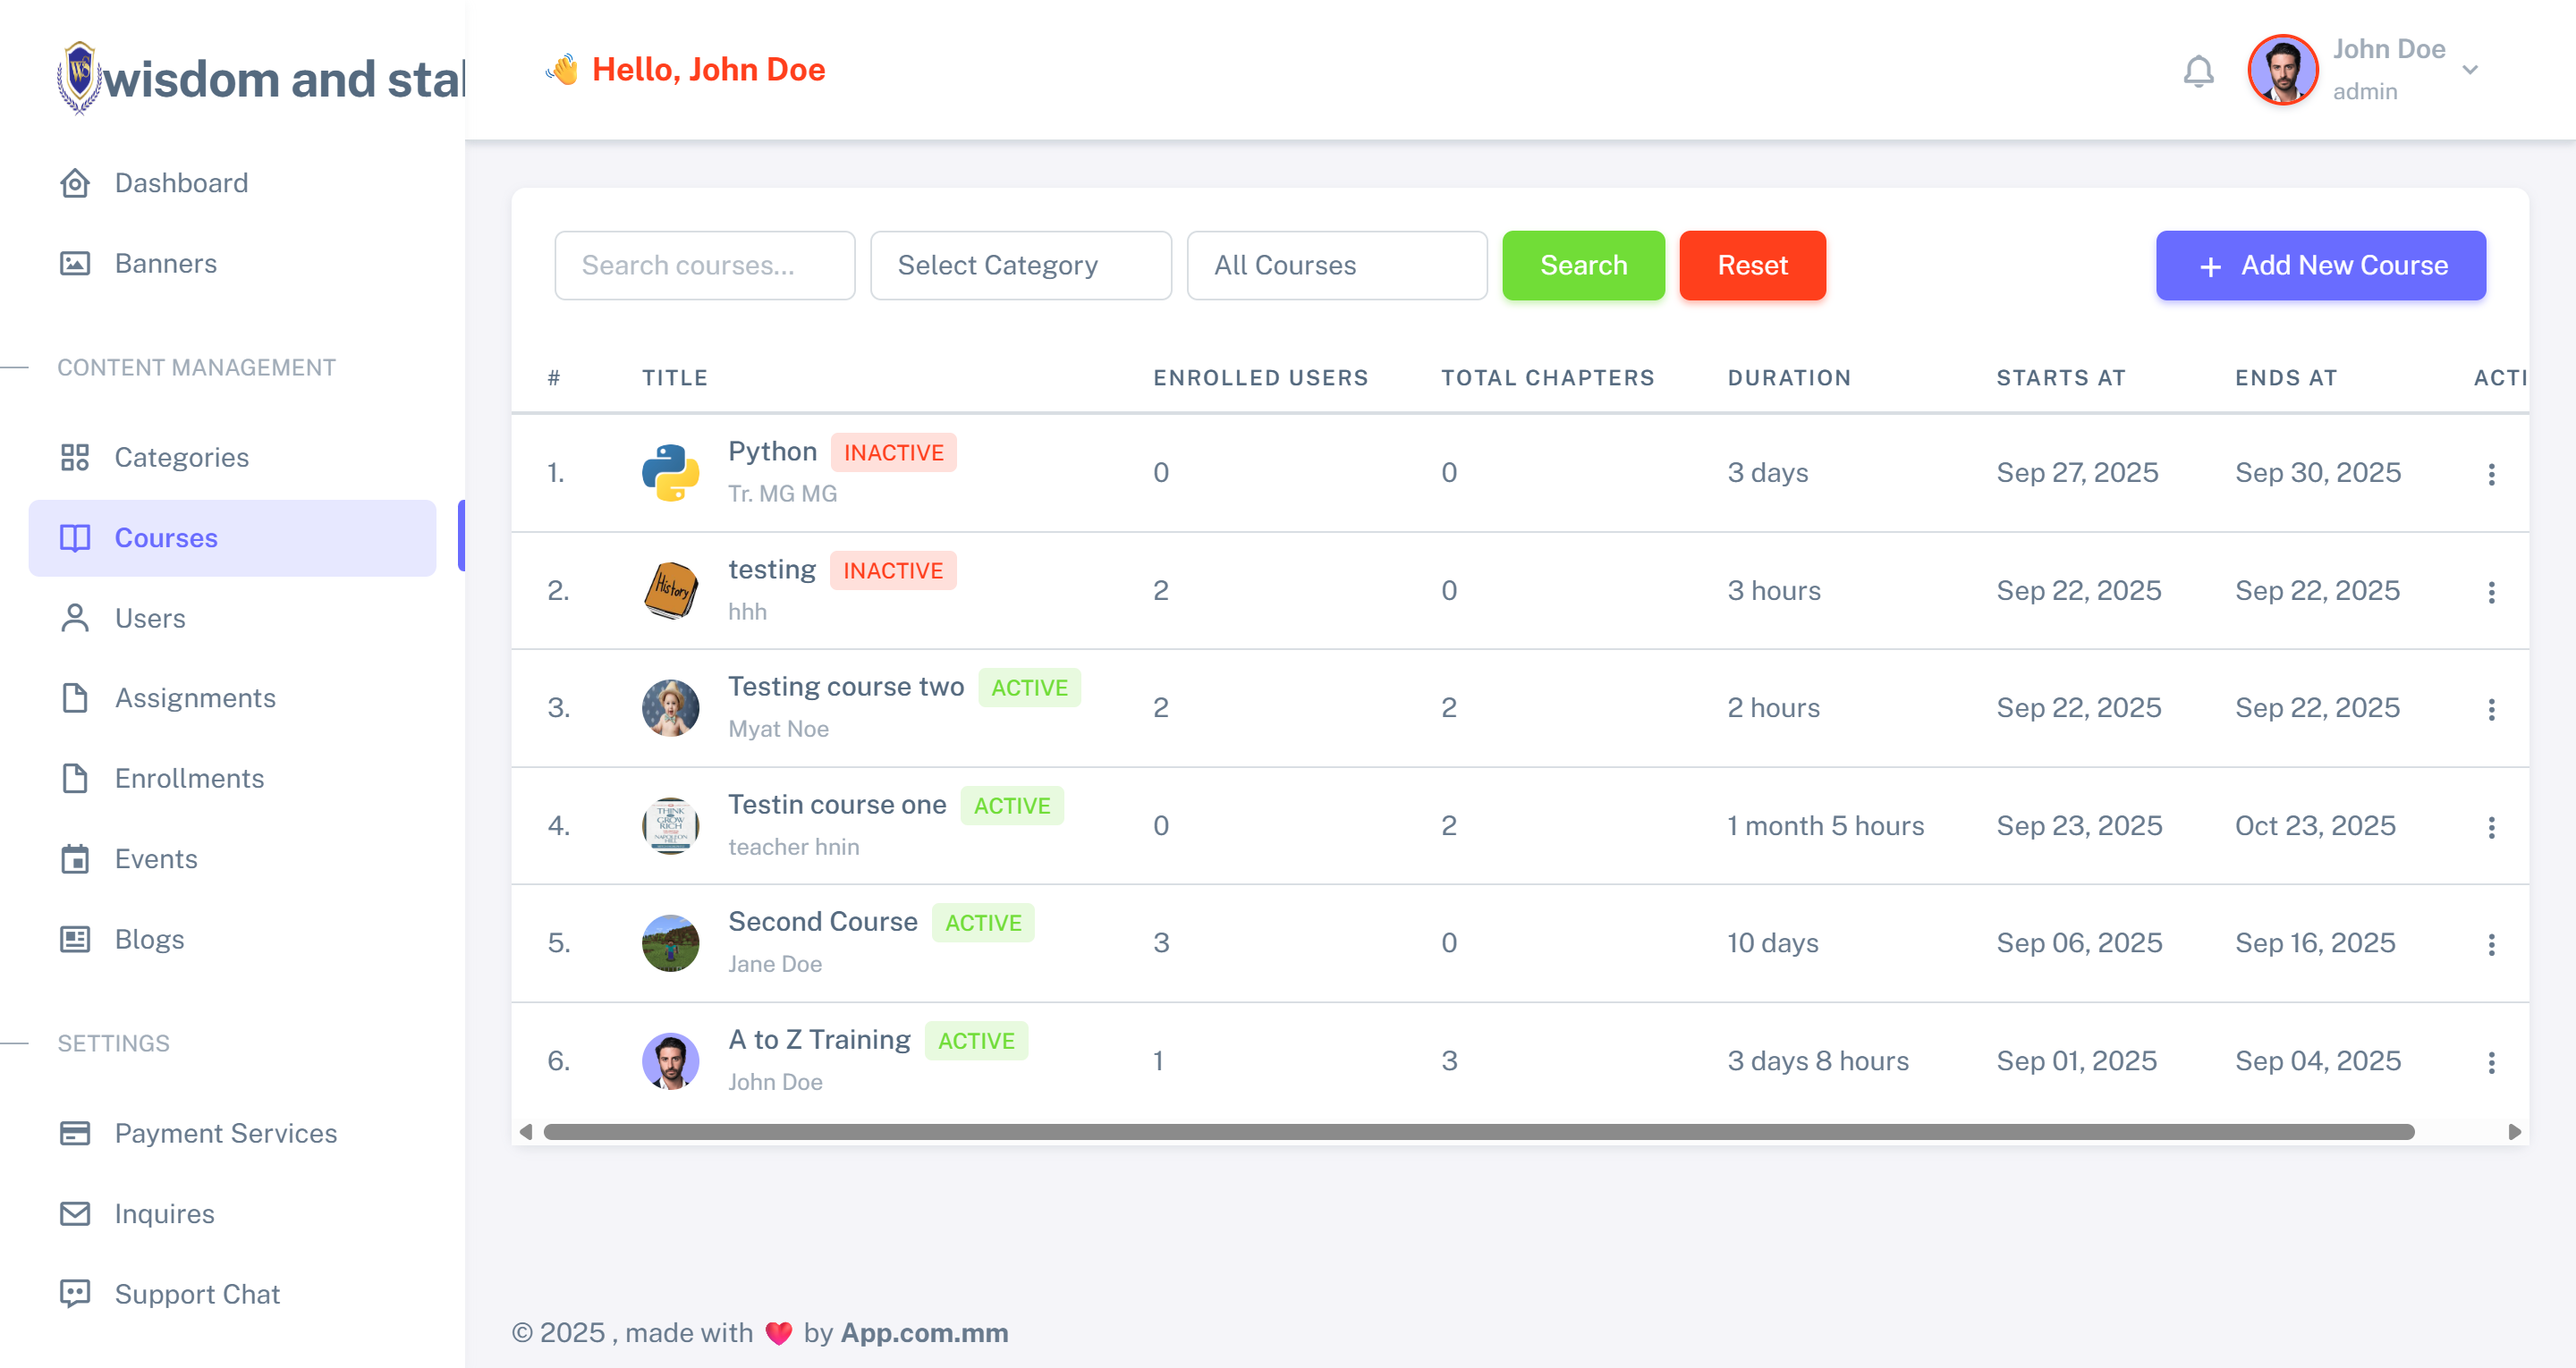 wisdom and sta
Dashboard
Banners
CONTENT MANAGEMENT
Categories
Courses
Users
Assignments
Enrollments
Events
Blogs
SETTINGS
Payment Services
Inquires
Support Chat
Hello, John Doe
John Doe
admin
Search courses...
Select Category
All Courses
Search
Reset
+ Add New Course
# TITLE ENROLLED USERS TOTAL CHAPTERS DURATION STARTS AT ENDS AT ACTI
1. Python INACTIVE 0 0 3 days Sep 27, 2025 Sep 30, 2025
Tr. MG MG
2. testing INACTIVE 2 0 3 hours Sep 22, 2025 Sep 22, 2025
hhh
History
3. Testing course two ACTIVE 2 2 2 hours Sep 22, 2025 Sep 22, 2025
Myat Noe
4. Testin course one ACTIVE 0 2 1 month 5 hours Sep 23, 2025 Oct 23, 2025
teacher hnin
THINK
GROW
RICH
NAPOLEON
HILL
5. Second Course ACTIVE 3 0 10 days Sep 06, 2025 Sep 16, 2025
Jane Doe
6. A to Z Training ACTIVE 1 3 3 days 8 hours Sep 01, 2025 Sep 04, 2025
John Doe
© 2025 , made with ❤️ by App.com.mm